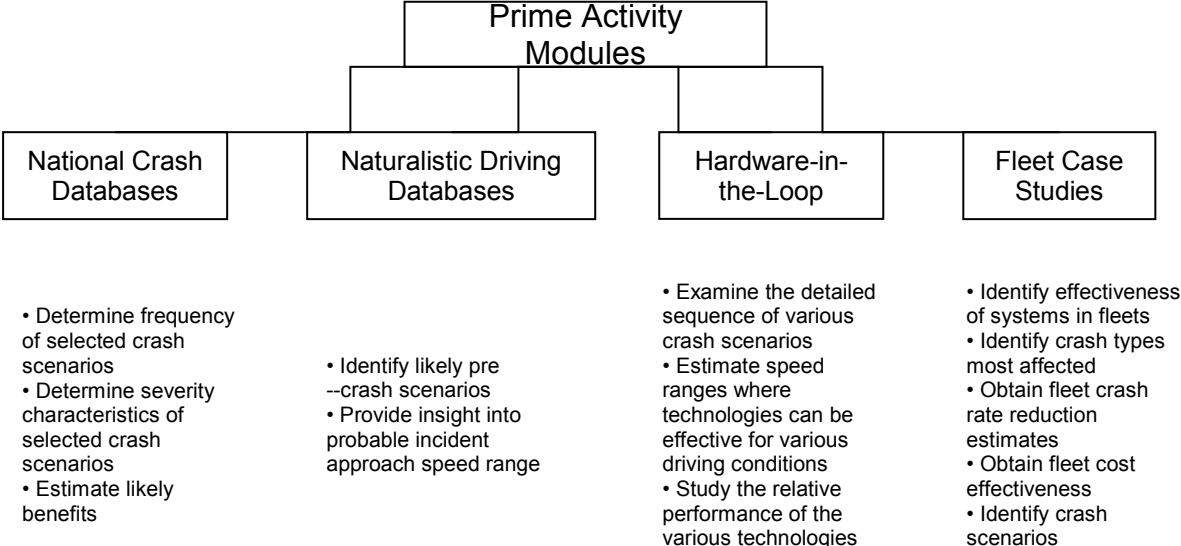 Prime Activity
Modules
National Crash
Databases
Naturalistic Driving
Databases
Hardware-in-
the-Loop
Fleet Case
Studies
• Determine frequency
of selected crash
scenarios
• Determine severity
characteristics of
selected crash
scenarios
• Estimate likely
benefits
• Identify likely pre
--crash scenarios
• Provide insight into
probable incident
approach speed range
• Examine the detailed
sequence of various
crash scenarios
• Estimate speed
ranges where
technologies can be
effective for various
driving conditions
• Study the relative
performance of the
various technologies
• Identify effectiveness
of systems in fleets
• Identify crash types
most affected
• Obtain fleet crash
rate reduction
estimates
• Obtain fleet cost
effectiveness
• Identify crash
scenarios